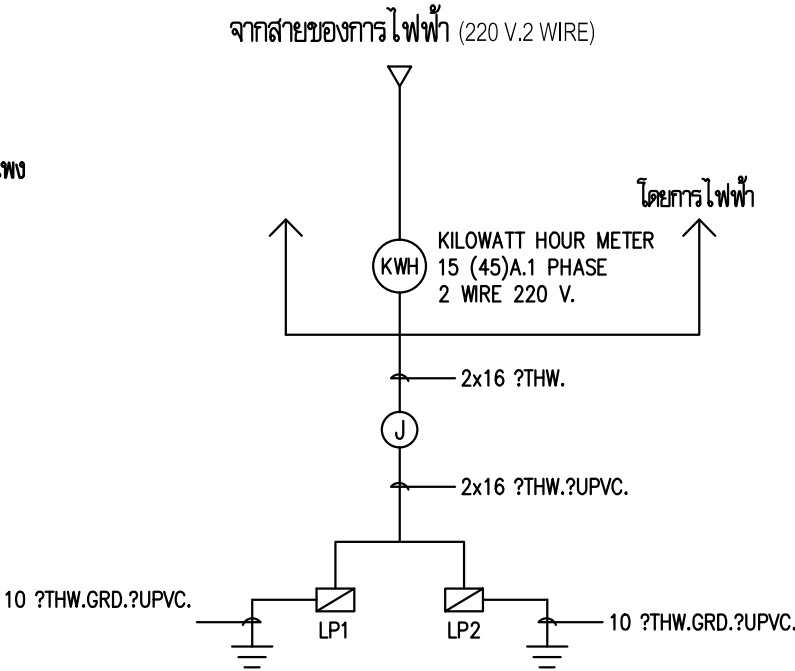 จากสายของการไฟฟ้า (220 V.2 WIRE)
โดยการไฟฟ้า
KWH
KILOWATT HOUR METER
15 (45)A.1 PHASE
2 WIRE 220 V.
2x16 ?THW.
J
2x16 ?THW.?UPVC.
10 ?THW.GRD.?UPVC.
LP1
LP2
10 ?THW.GRD.?UPVC.